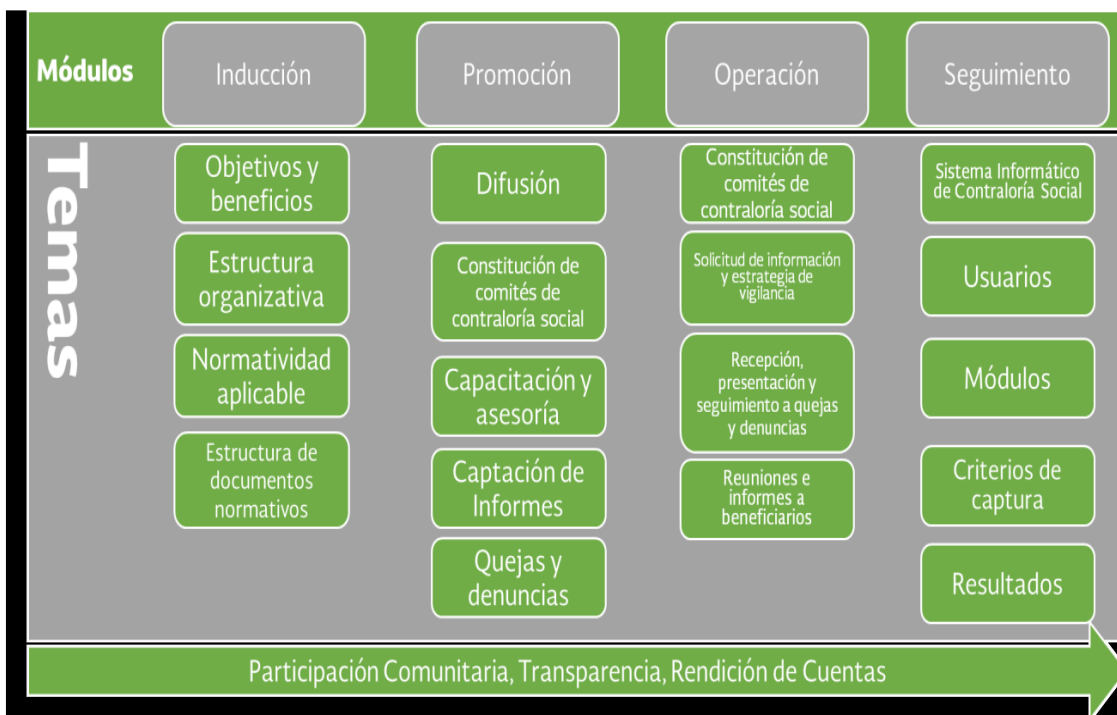 Módulos
Inducción
Promoción
Operación
Seguimiento
Temas
Objetivos y
beneficios
Estructura
organizativa
Normatividad
aplicable
Estructura de
documentos
normativos
Difusión
Constitución de
comités de
contraloría social
Capacitación y
asesoría
Captación de
Informes
Quejas y
denuncias
Constitución de
comités de
contraloría social
Solicitud de información
y estrategia de
vigilancia
Recepción,
presentación y
seguimiento a quejas
y denuncias
Reuniones e
informes a
beneficiarios
Sistema Informático
de Contraloría Social
Usuarios
Módulos
Criterios de
captura
Resultados
Participación Comunitaria, Transparencia, Rendición de Cuentas